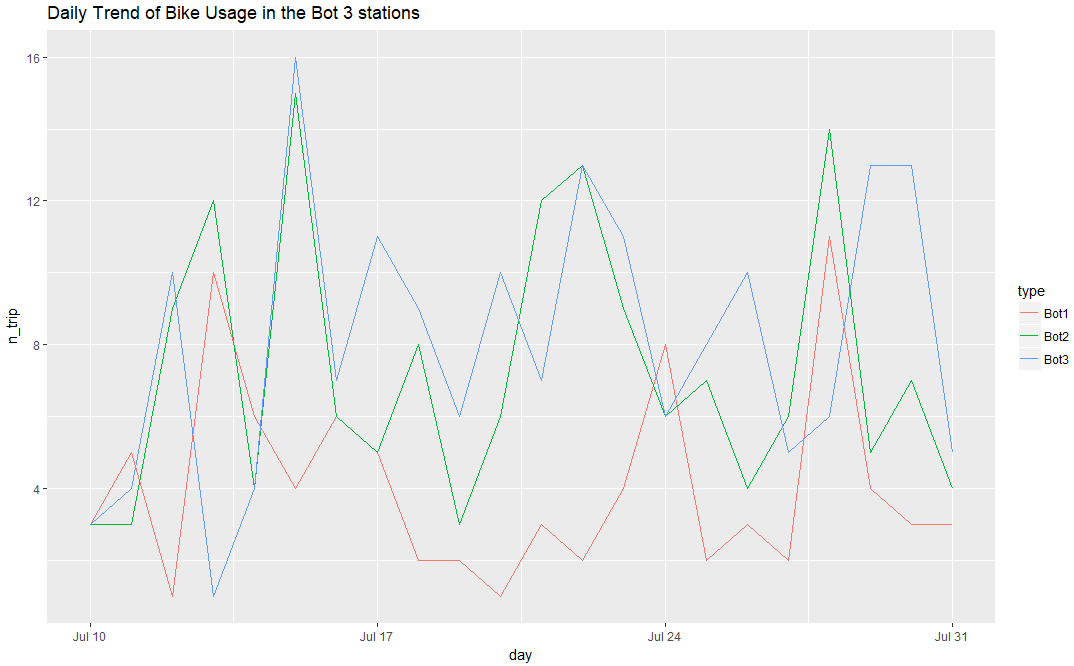 Daily Trend of Bike Usage in the Bot 3 stations
16
12
8
4
n_trip
Jul 10
Jul 17
Jul 24
Jul 31
day
type
Bot1
Bot2
Bot3